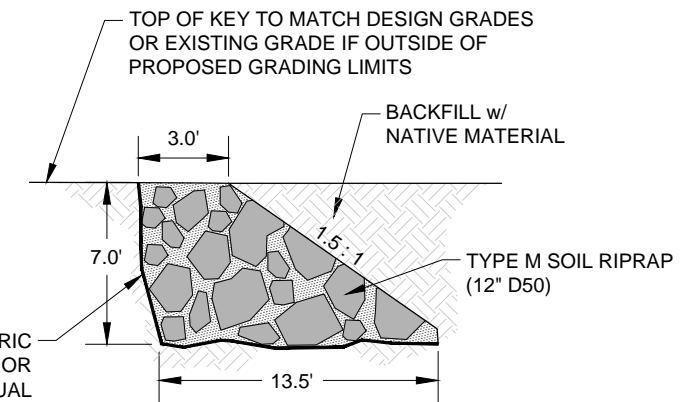 TOP OF KEY TO MATCH DESIGN GRADES
OR EXISTING GRADE IF OUTSIDE OF
PROPOSED GRADING LIMITS
BACKFILL w/
NATIVE MATERIAL
3.0'
1.5 : 1
7.0'
TYPE M SOIL RIPRAP
(12" D50)
RIC
OR
UAL
13.5'